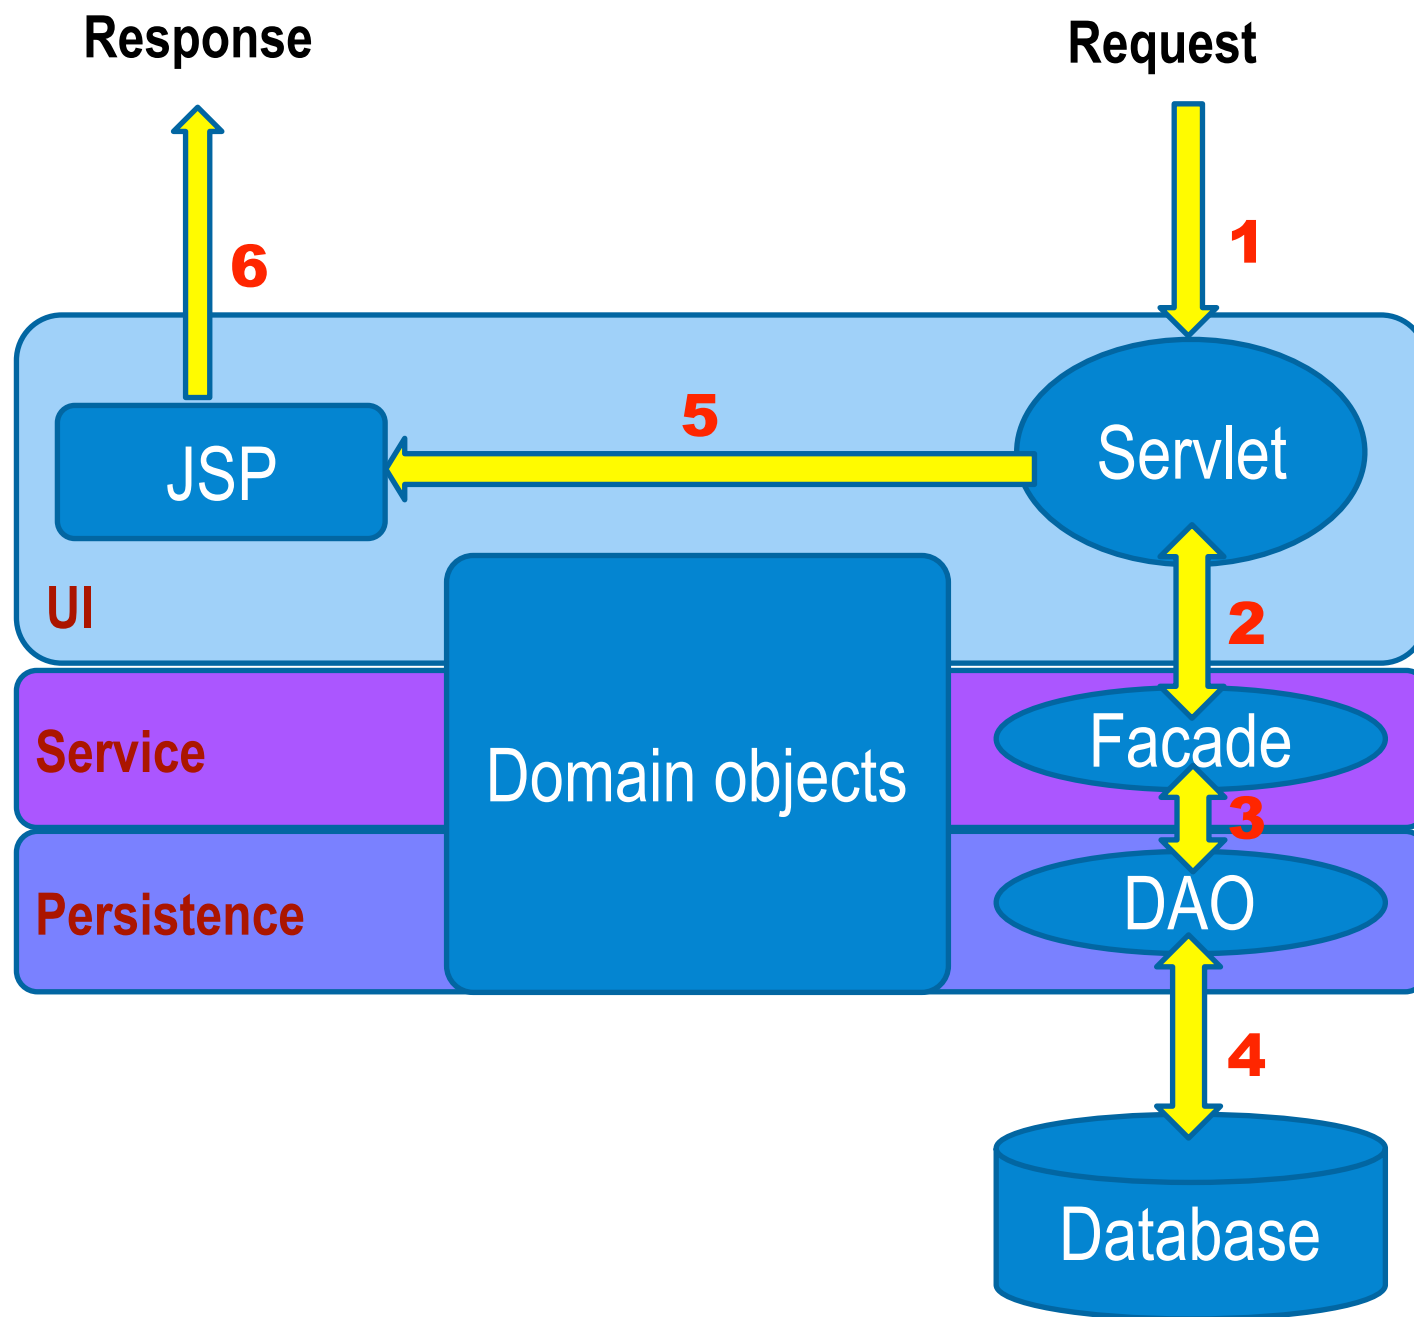 Response
Request
1
6
5
JSP
Servlet
UI
2
Service
Domain objects
Facade
3
Persistence
DAO
4
Database